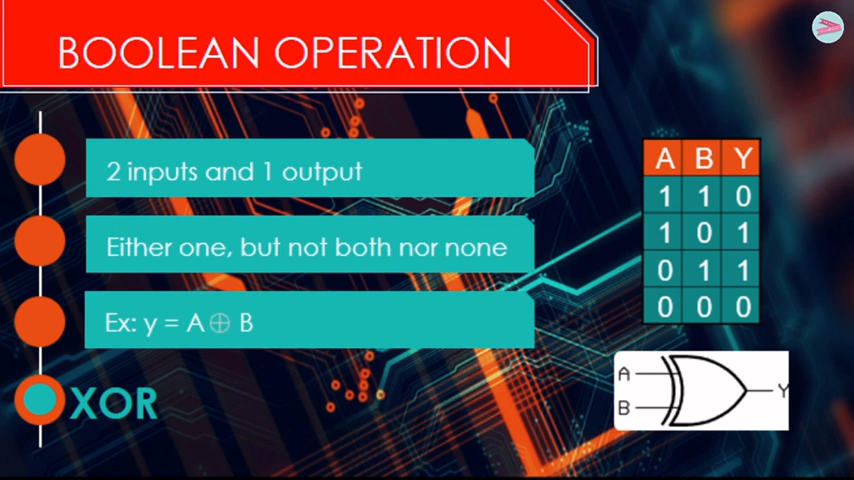 BOOLEAN OPERATION
2 inputs and 1 output
Either one, but not both nor none
Ex: y = A ⊕ B
XOR
A B Y
1 1 0
1 0 1
0 1 1
0 0 0
A
B
Y